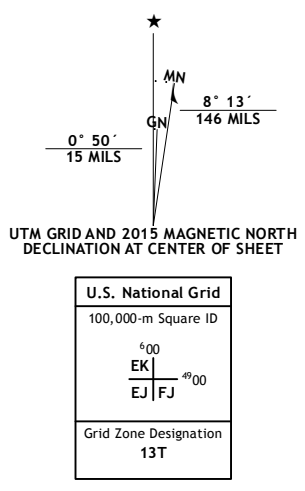 ★
MN
GN
8° 13´
146 MILS
0° 50´
15 MILS
UTM GRID AND 2015 MAGNETIC NORTH
DECLINATION AT CENTER OF SHEET
U.S. National Grid
100,000-m Square ID
⁶00
EK
⁴⁹00
EJ FJ
Grid Zone Designation
13T